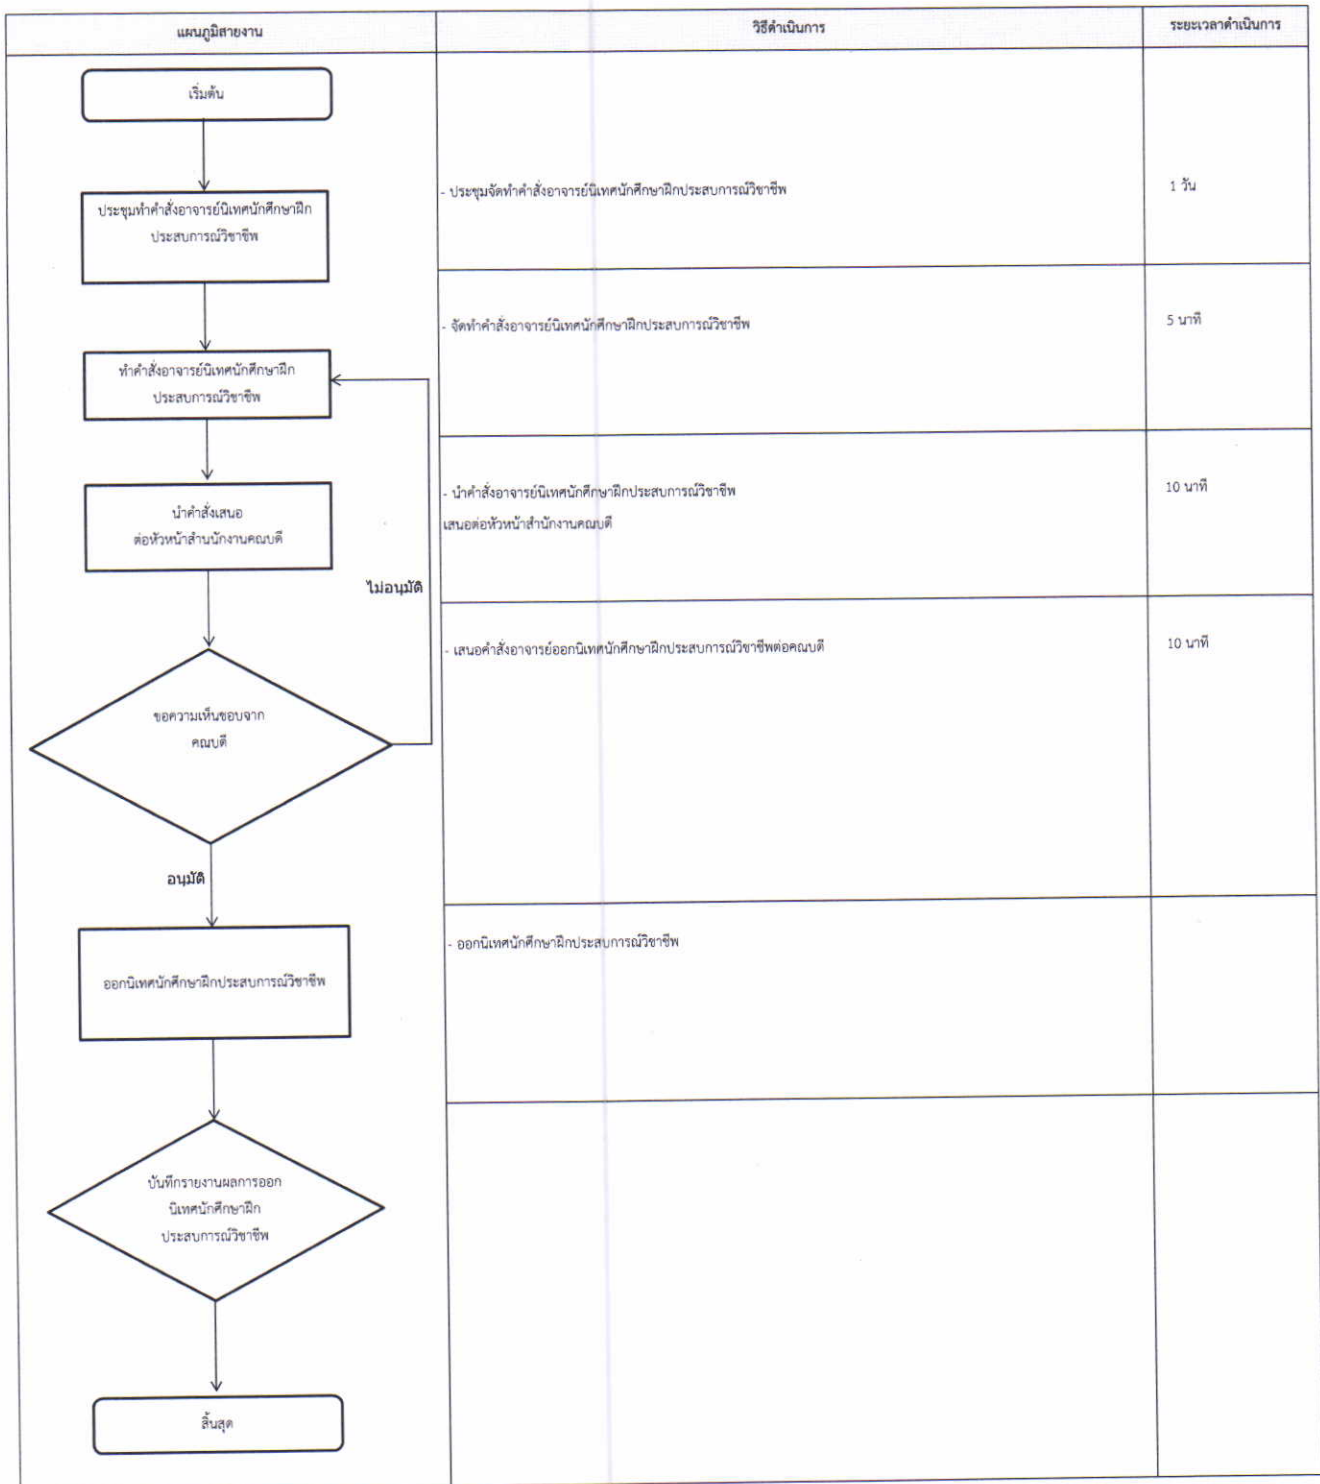 แผนภูมิสายงาน
วิธีดำเนินการ
ระยะเวลาดำเนินการ
เริ่มต้น
ประชุมทำคำสั่งอาจารย์นิเทศนักศึกษาฝึก
ประสบการณ์วิชาชีพ
- ประชุมจัดทำคำสั่งอาจารย์นิเทศนักศึกษาฝึกประสบการณ์วิชาชีพ
1 วัน
ทำคำสั่งอาจารย์นิเทศนักศึกษาฝึก
ประสบการณ์วิชาชีพ
- จัดทำคำสั่งอาจารย์นิเทศนักศึกษาฝึกประสบการณ์วิชาชีพ
5 นาที
นำคำสั่งเสนอ
ต่อหัวหน้าสำนนักงานคณบดี
- นำคำสั่งอาจารย์นิเทศนักศึกษาฝึกประสบการณ์วิชาชีพ
เสนอต่อหัวหน้าสำนักงานคณบดี
10 นาที
ไม่อนุมัติ
ขอความเห็นชอบจาก
คณบดี
- เสนอคำสั่งอาจารย์ออกนิเทศนักศึกษาฝึกประสบการณ์วิชาชีพต่อคณบดี
10 นาที
อนุมัติ
ออกนิเทศนักศึกษาฝึกประสบการณ์วิชาชีพ
- ออกนิเทศนักศึกษาฝึกประสบการณ์วิชาชีพ
บันทึกรายงานผลการออก
นิเทศนักศึกษาฝึก
ประสบการณ์วิชาชีพ
สิ้นสุด